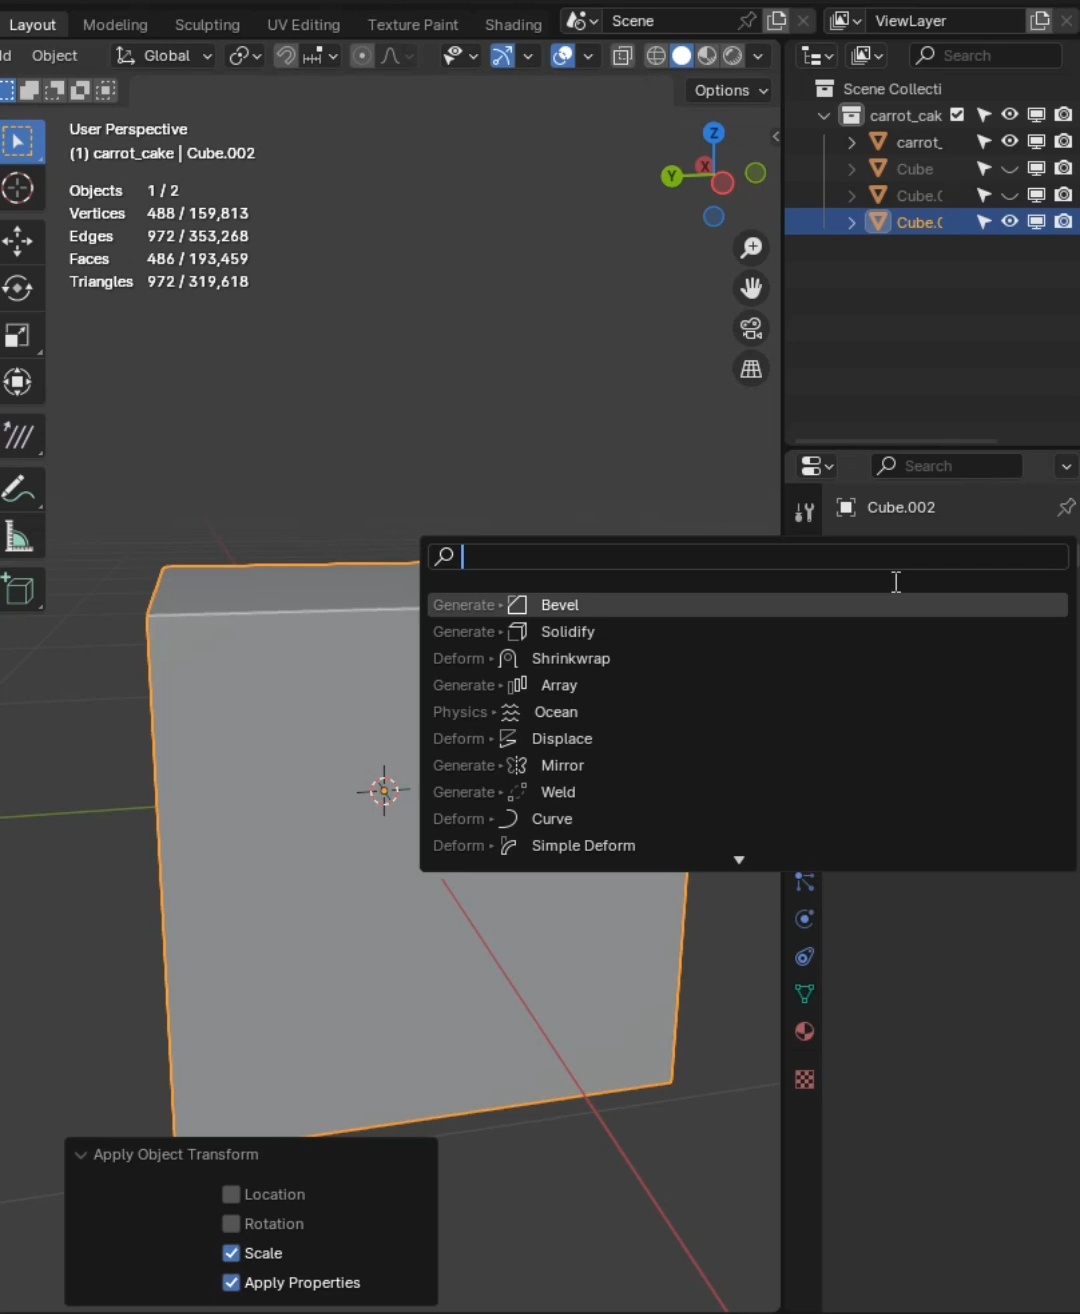 Layout Modeling Sculpting UV Editing Texture Paint Shading Scene ViewLayer
Object Global Search
Options
Scene Collecti
User Perspective
(1) carrot_cake | Cube.002
carrot_cak
carrot_
Cube
Cube.0
Cube.0
Objects 1 / 2
Vertices 488 / 159,813
Edges 972 / 353,268
Faces 486 / 193,459
Triangles 972 / 319,618
Z
X
Y
Search
Cube.002
Generate Bevel
Generate Solidify
Deform Shrinkwrap
Generate Array
Physics Ocean
Deform Displace
Generate Mirror
Generate Weld
Deform Curve
Deform Simple Deform
Apply Object Transform
Location
Rotation
Scale
Apply Properties